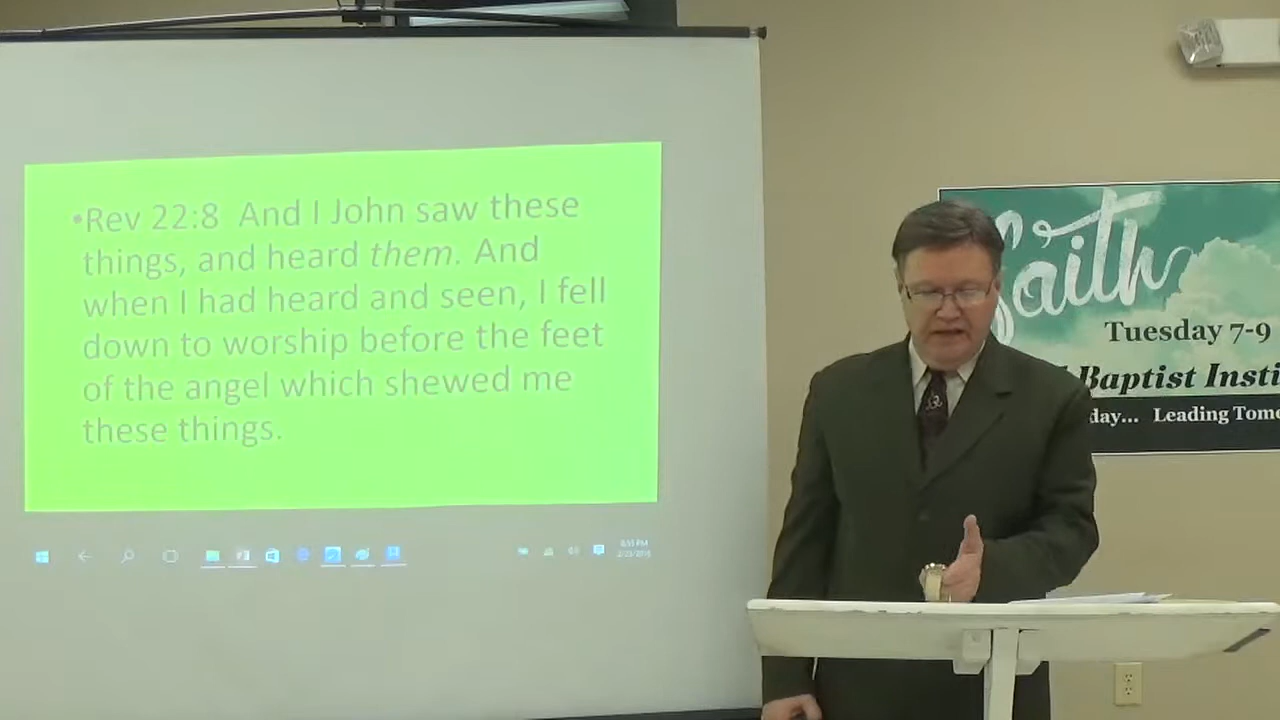 •Rev 22:8 And I John saw these
things, and heard them. And
when I had heard and seen, I fell
down to worship before the feet
of the angel which shewed me
these things.
Faith
Tuesday 7-9
Baptist Insti
day... Leading Tomo